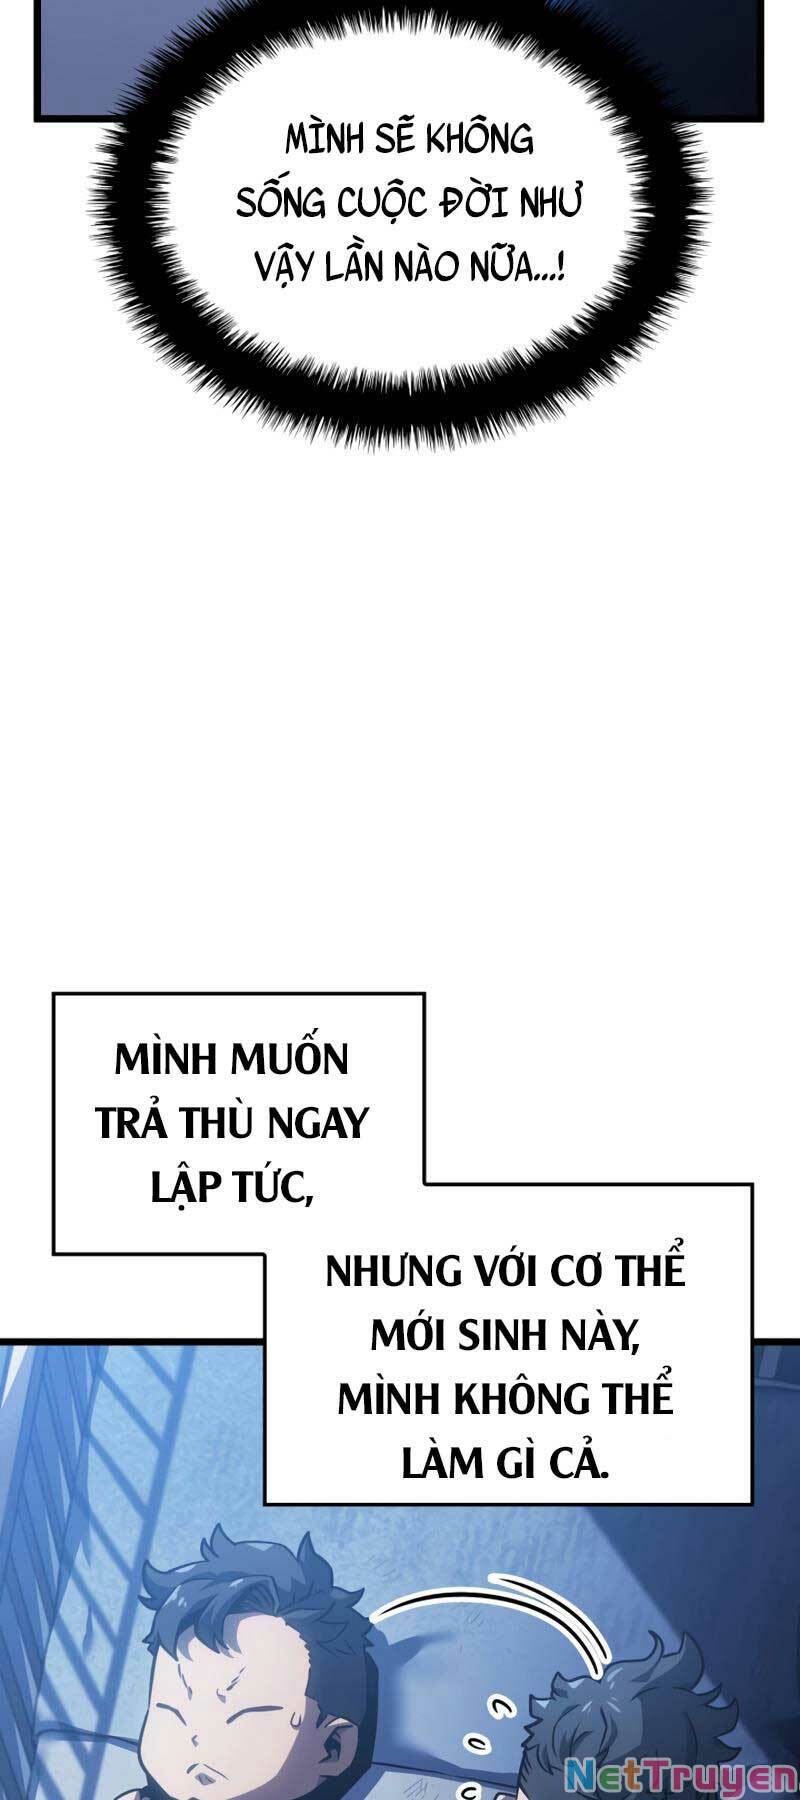 MÌNH SẼ KHÔNG
SỐNG CUỘC ĐỜI NHƯ
VẬY LẦN NÀO NỮA...!
MÌNH MUỐN
TRẢ THÙ NGAY
LẬP TỨC,
NHƯNG VỚI CƠ THỂ
MỚI SINH NÀY,
MÌNH KHÔNG THỂ
LÀM GÌ CẢ.
NetTruyen